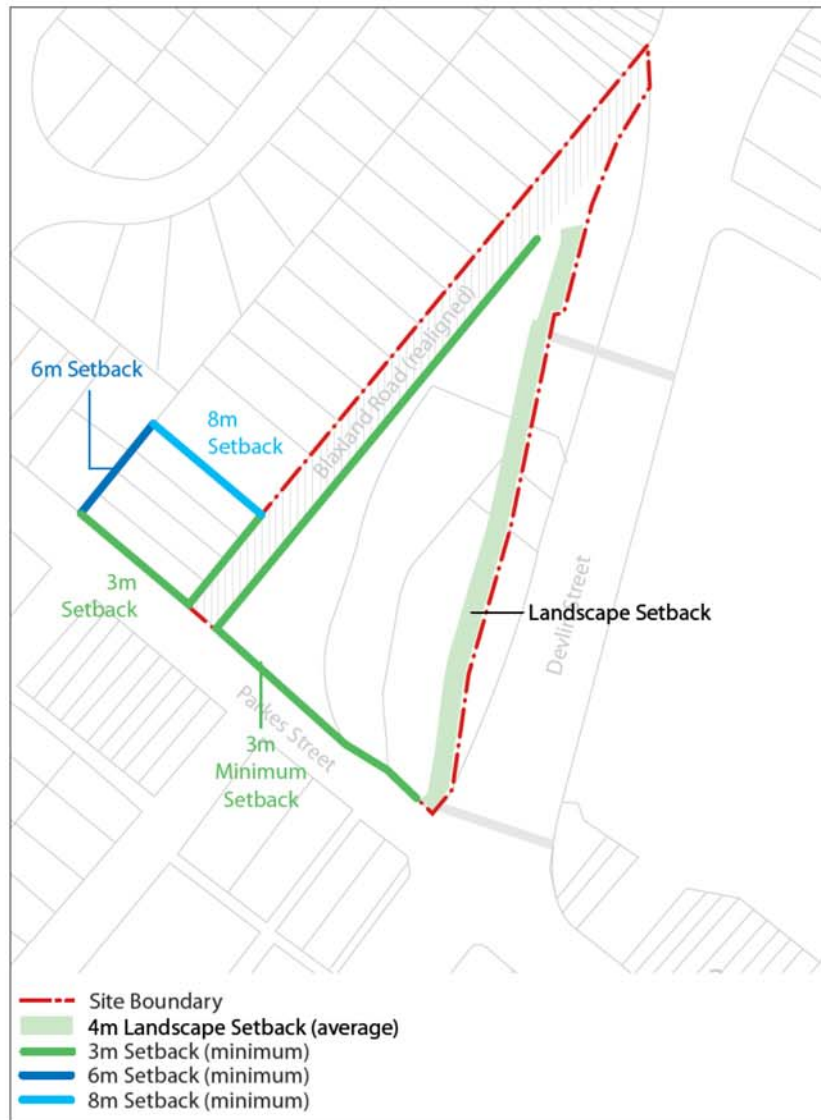 6m Setback
8m
Setback
Blaxland Road (realigned)
3m
Setback
Landscape Setback
Devlin Street
Parkes Street
3m
Minimum
Setback
Site Boundary
4m Landscape Setback (average)
3m Setback (minimum)
6m Setback (minimum)
8m Setback (minimum)